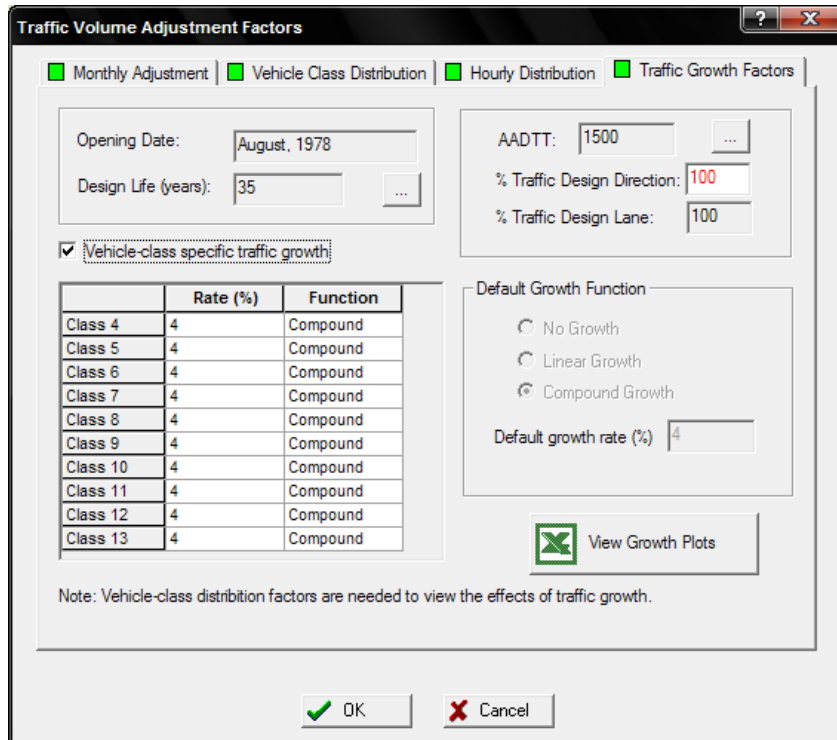 Traffic Volume Adjustment Factors
? X
Monthly Adjustment
Vehicle Class Distribution
Hourly Distribution
Traffic Growth Factors
Opening Date: August, 1978
Design Life (years): 35 ...
AADTT: 1500 ...
% Traffic Design Direction: 100
% Traffic Design Lane: 100
Vehicle-class specific traffic growth
Rate (%) Function
Class 4 4 Compound
Class 5 4 Compound
Class 6 4 Compound
Class 7 4 Compound
Class 8 4 Compound
Class 9 4 Compound
Class 10 4 Compound
Class 11 4 Compound
Class 12 4 Compound
Class 13 4 Compound
Default Growth Function
No Growth
Linear Growth
Compound Growth
Default growth rate (%) 4
View Growth Plots
Note: Vehicle-class distribition factors are needed to view the effects of traffic growth.
OK
Cancel